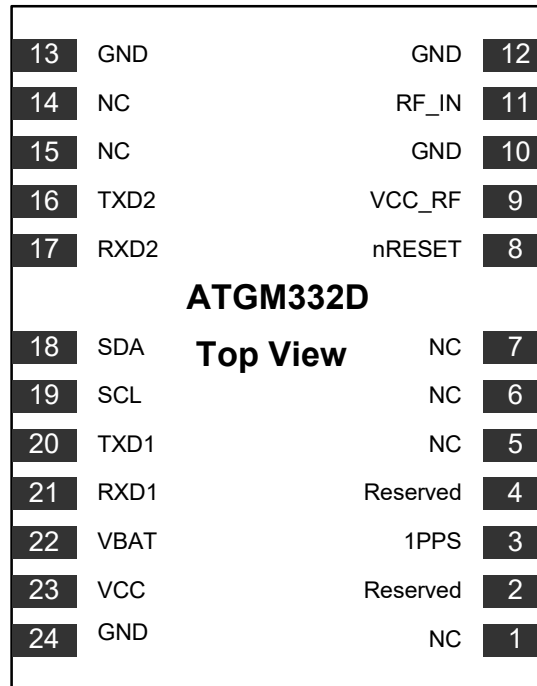 13 GND GND 12
14 NC RF_IN 11
15 NC GND 10
16 TXD2 VCC_RF 9
17 RXD2 nRESET 8
ATGM332D
18 SDA Top View NC 7
19 SCL NC 6
20 TXD1 NC 5
21 RXD1 Reserved 4
22 VBAT 1PPS 3
23 VCC Reserved 2
24 GND NC 1